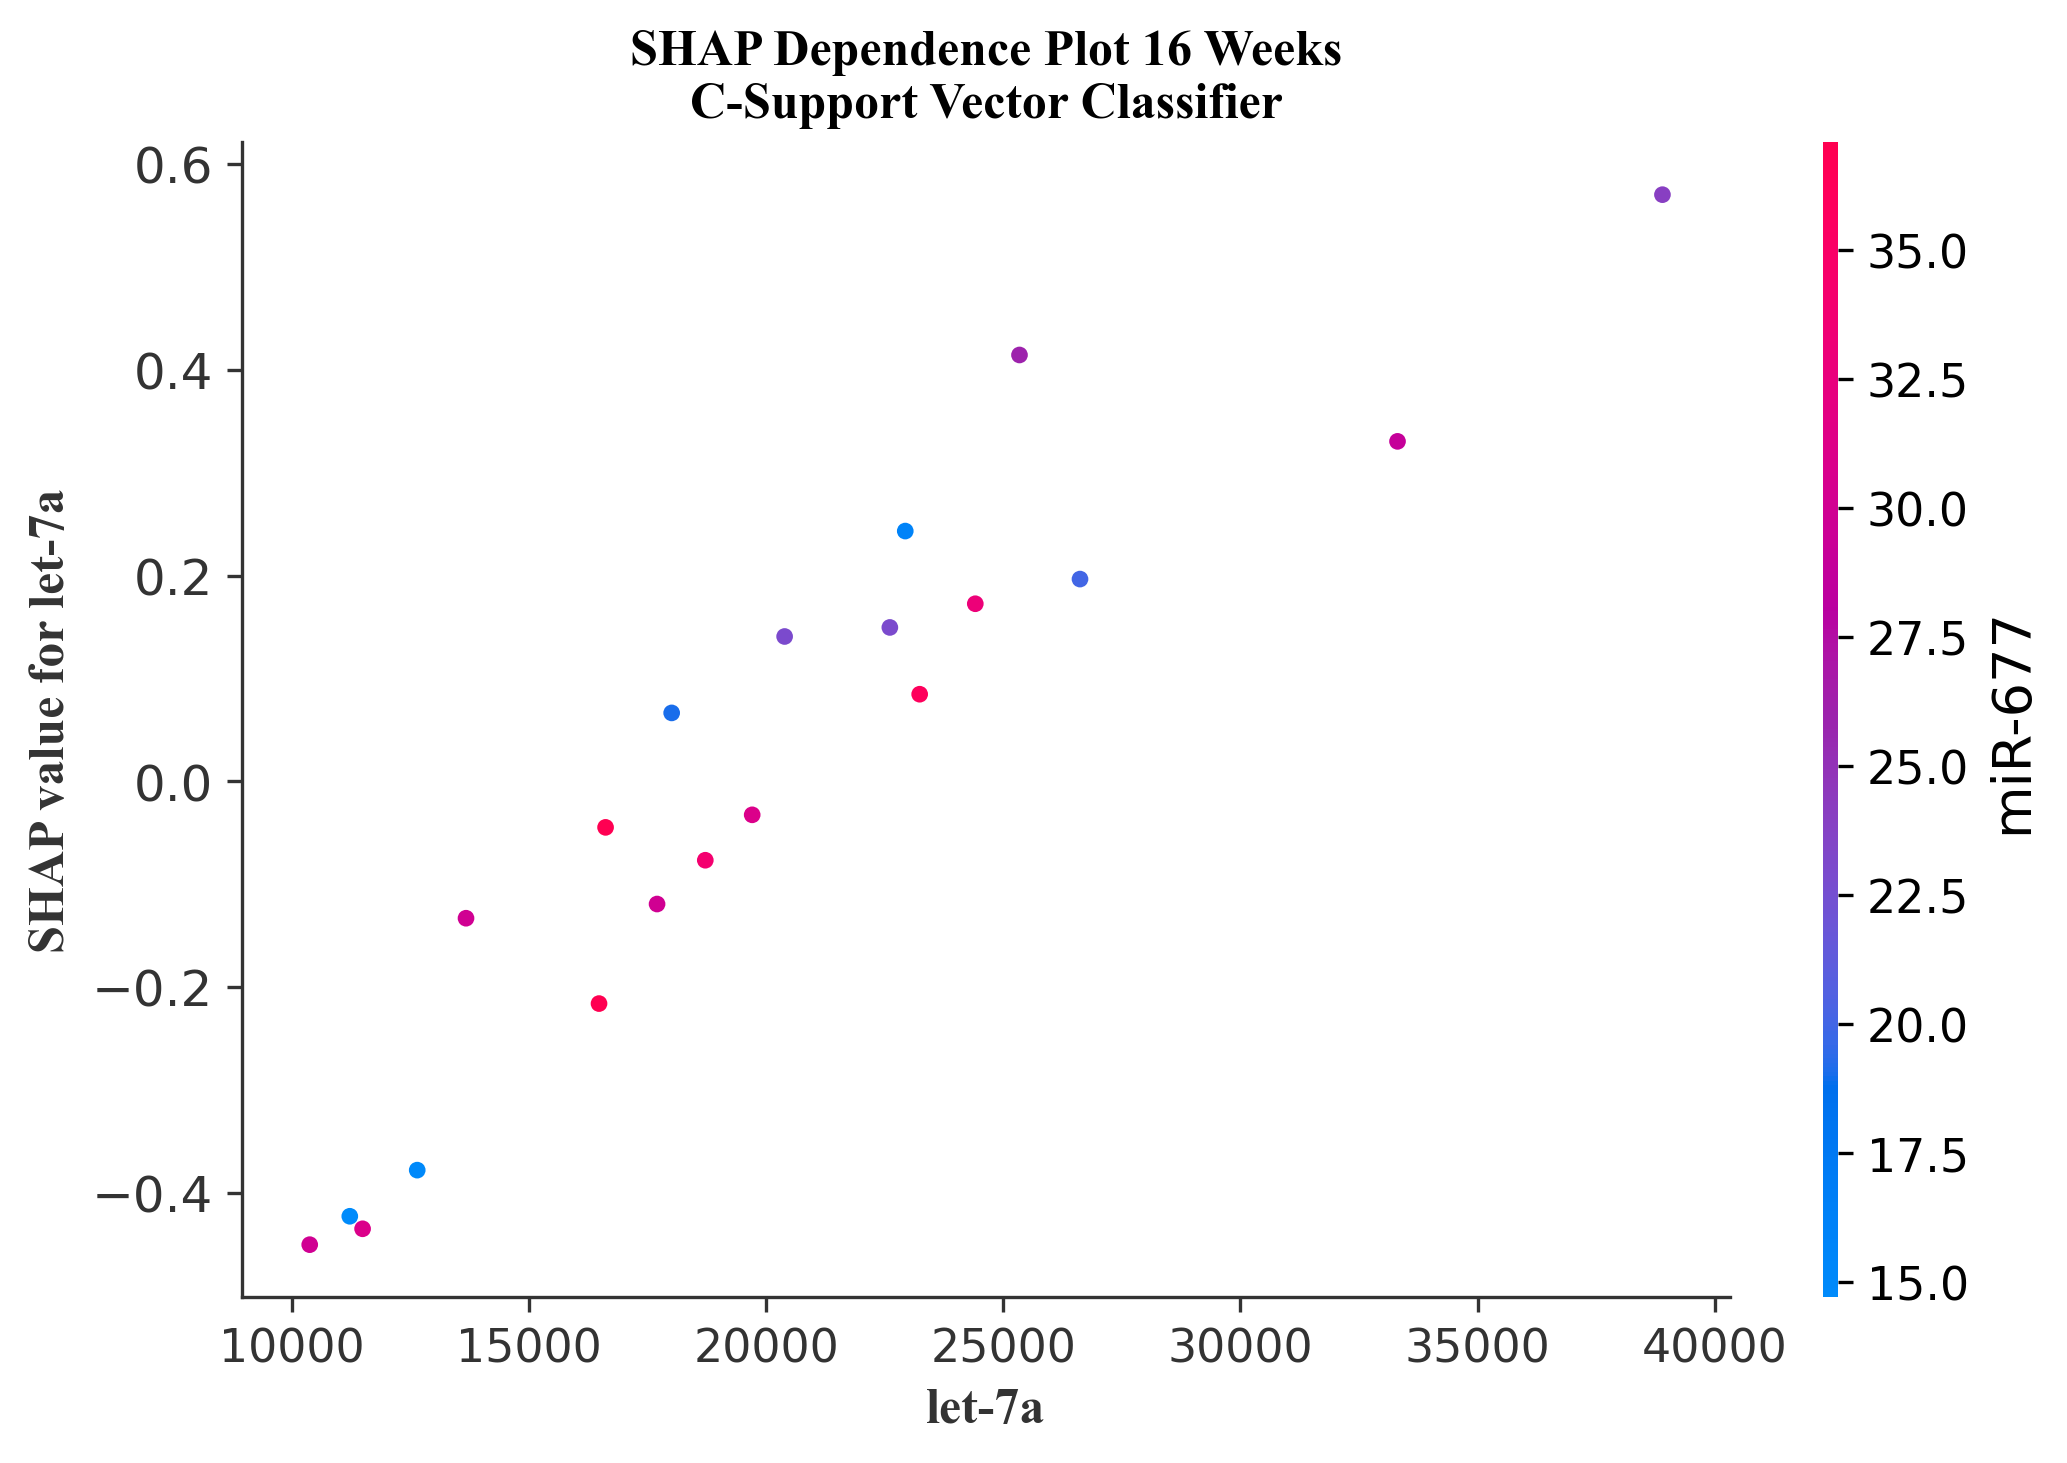 SHAP Dependence Plot 16 Weeks
C-Support Vector Classifier
SHAP value for let-7a
0.6
0.4
0.2
0.0
−0.2
−0.4
10000 15000 20000 25000 30000 35000 40000
let-7a
35.0
32.5
30.0
27.5
25.0
22.5
20.0
17.5
15.0
miR-677